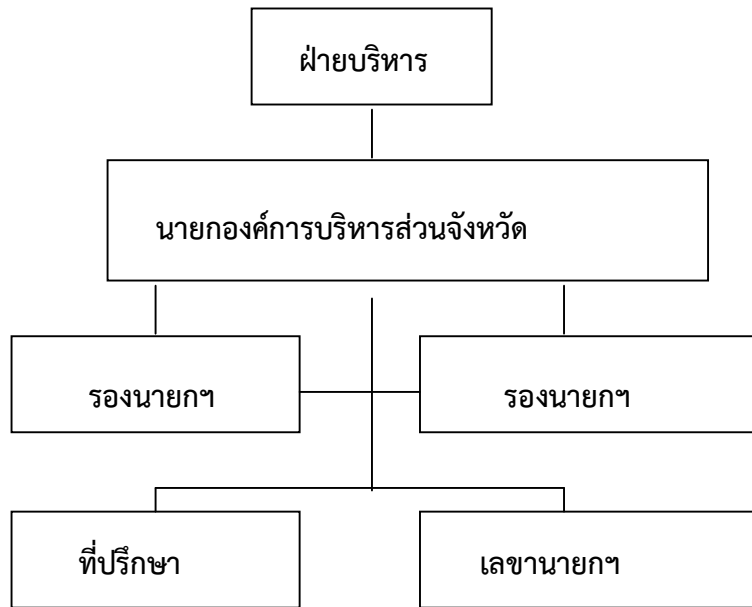 ฝ่ายบริหาร
นายกองค์การบริหารส่วนจังหวัด
รองนายกฯ
รองนายกฯ
ที่ปรึกษา
เลขานายกฯ